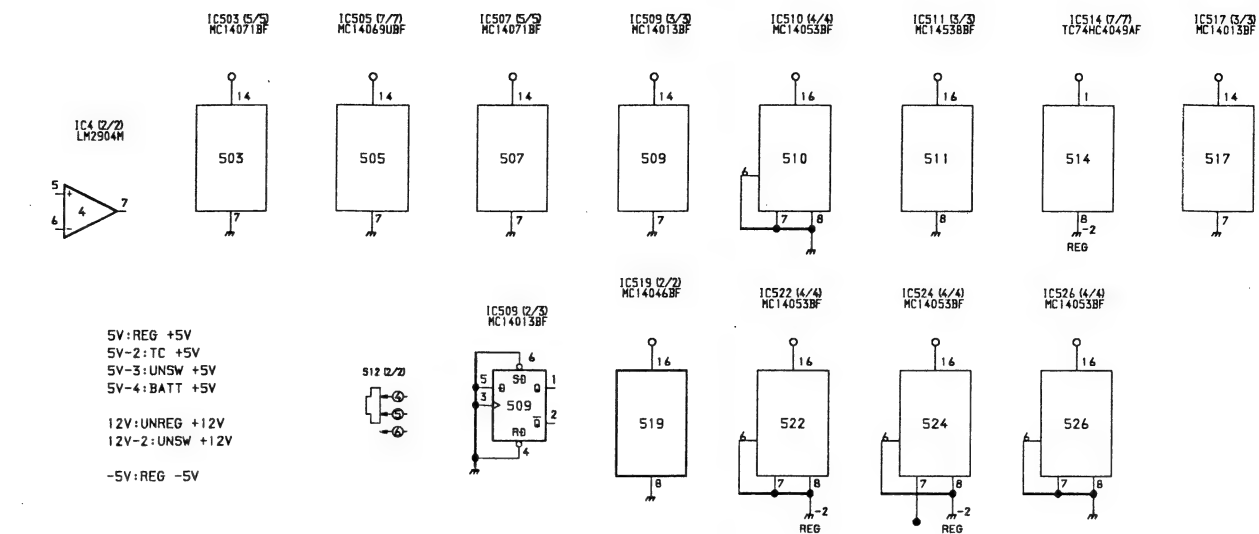 IC503 (5/5)
MC14071BF
IC505 (7/7)
MC14069UBF
IC507 (5/5)
MC14071BF
IC509 (3/3)
MC14013BF
IC510 (4/4)
MC14053BF
IC511 (3/3)
MC14538BF
IC514 (7/7)
TC74HC4049AF
IC517 (3/3)
MC14013BF
14
14
14
14
16
16
1
14
IC4 (2/2)
LM2904M
5
+
4
7
6
-
503
505
507
509
510
511
514
517
6
7
7
7
7
7 8
8
8
-2
REG
7
5V:REG +5V
5V-2:TC +5V
5V-3:UNSW +5V
5V-4:BATT +5V
12V:UNREG +12V
12V-2:UNSW +12V
-5V:REG -5V
S12 (2/2)
4
5
6
IC509 (2/3)
MC14013BF
6
SD
5 D Q 1
3
509
Q 2
RD
4
IC519 (2/2)
MC14046BF
16
519
8
IC522 (4/4)
MC14053BF
16
522
6
7 8
-2
REG
IC524 (4/4)
MC14053BF
16
524
6
7 8
-2
REG
IC526 (4/4)
MC14053BF
16
526
6
7 8